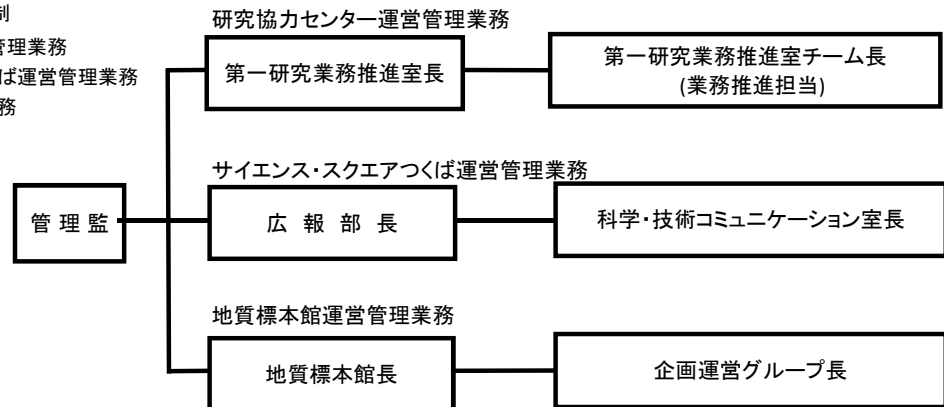 制
管理業務
ば運営管理業務
務
研究協力センター運営管理業務
第一研究業務推進室長
第一研究業務推進室チーム長
(業務推進担当)
サイエンス・スクエアつくば運営管理業務
管理監
広報部長
科学・技術コミュニケーション室長
地質標本館運営管理業務
地質標本館長
企画運営グループ長